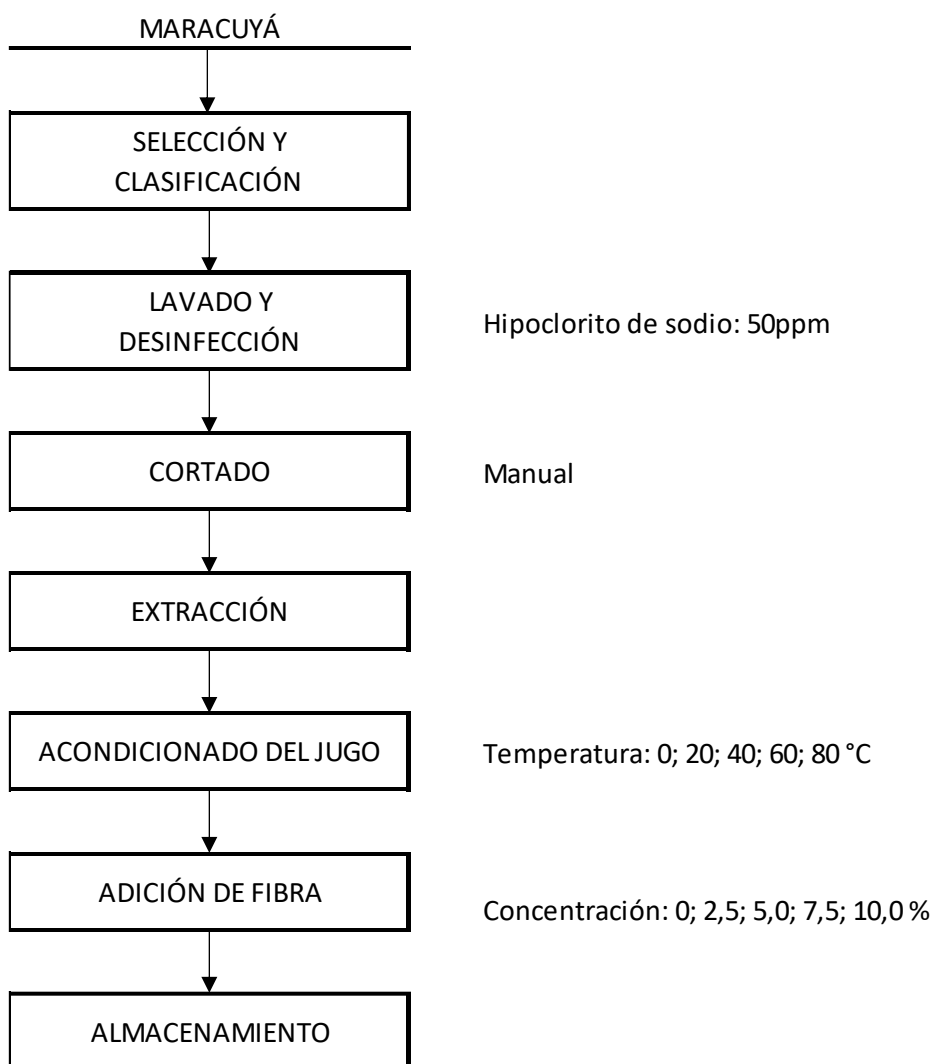 MARACUYÁ
SELECCIÓN Y
CLASIFICACIÓN
LAVADO Y
DESINFECCIÓN
Hipoclorito de sodio: 50ppm
CORTADO
Manual
EXTRACCIÓN
ACONDICIONADO DEL JUGO
Temperatura: 0; 20; 40; 60; 80 °C
ADICIÓN DE FIBRA
Concentración: 0; 2,5; 5,0; 7,5; 10,0 %
ALMACENAMIENTO